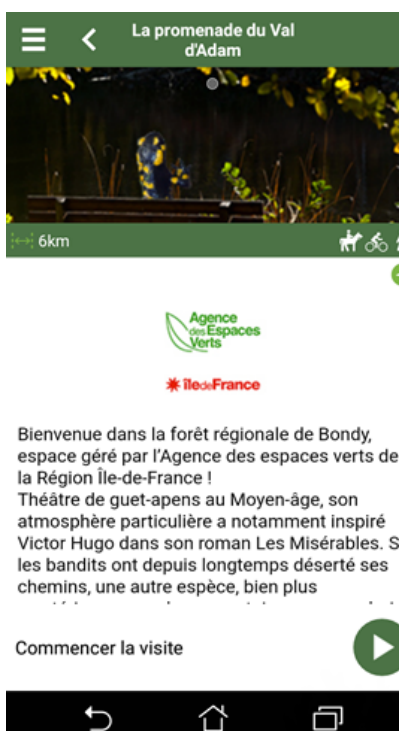 La promenade du Val
d'Adam
6km
Agence
des Espaces
Verts
îledeFrance
Bienvenue dans la forêt régionale de Bondy,
espace géré par l'Agence des espaces verts de
la Région Île-de-France !
Théâtre de guet-apens au Moyen-âge, son
atmosphère particulière a notamment inspiré
Victor Hugo dans son roman Les Misérables. S
les bandits ont depuis longtemps déserté ses
chemins, une autre espèce, bien plus
Commencer la visite